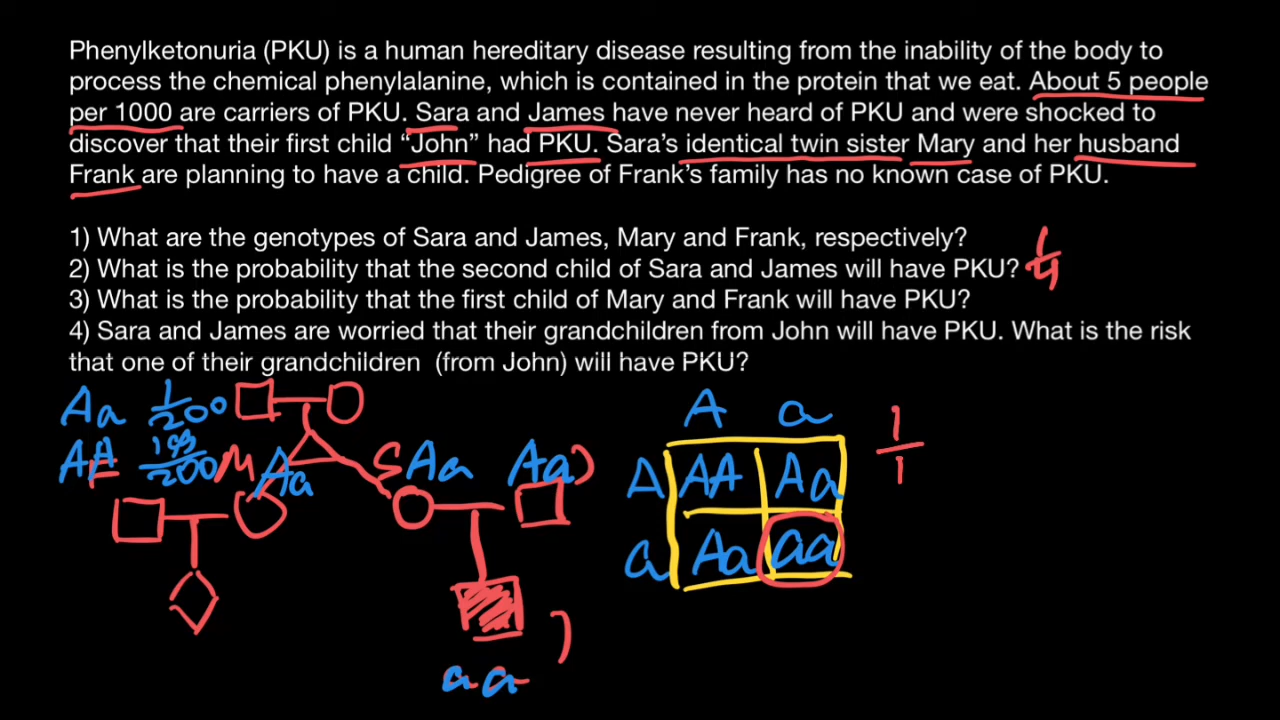 Phenylketonuria (PKU) is a human hereditary disease resulting from the inability of the body to
process the chemical phenylalanine, which is contained in the protein that we eat. About 5 people
per 1000 are carriers of PKU. Sara and James have never heard of PKU and were shocked to
discover that their first child “John” had PKU. Sara’s identical twin sister Mary and her husband
Frank are planning to have a child. Pedigree of Frank’s family has no known case of PKU.
1) What are the genotypes of Sara and James, Mary and Frank, respectively?
2) What is the probability that the second child of Sara and James will have PKU? 1/4
3) What is the probability that the first child of Mary and Frank will have PKU?
4) Sara and James are worried that their grandchildren from John will have PKU. What is the risk
that one of their grandchildren (from John) will have PKU?
Aa 1/200
AA 199/200 M Aa S Aa Aa J
J
aa
A a
A AA Aa
a Aa aa
1/1